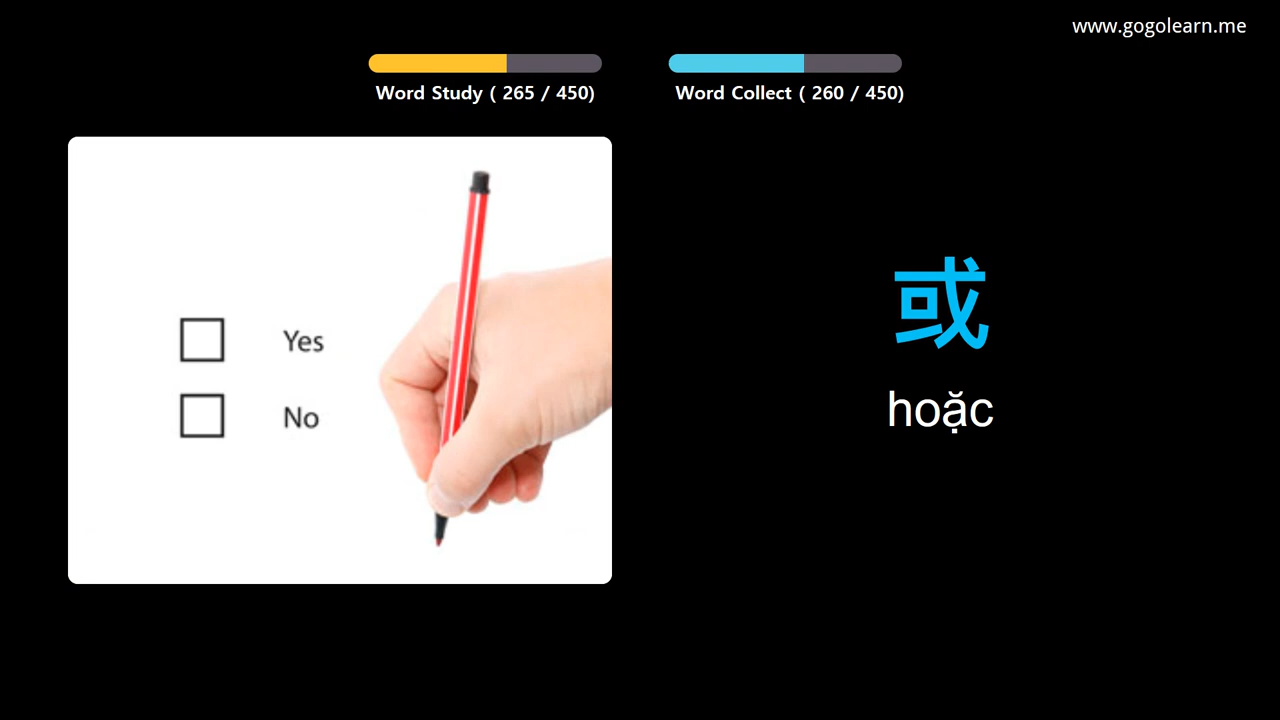 www.gogolearn.me
Word Study ( 265 / 450)
Word Collect ( 260 / 450)
Yes
No
或
hoặc